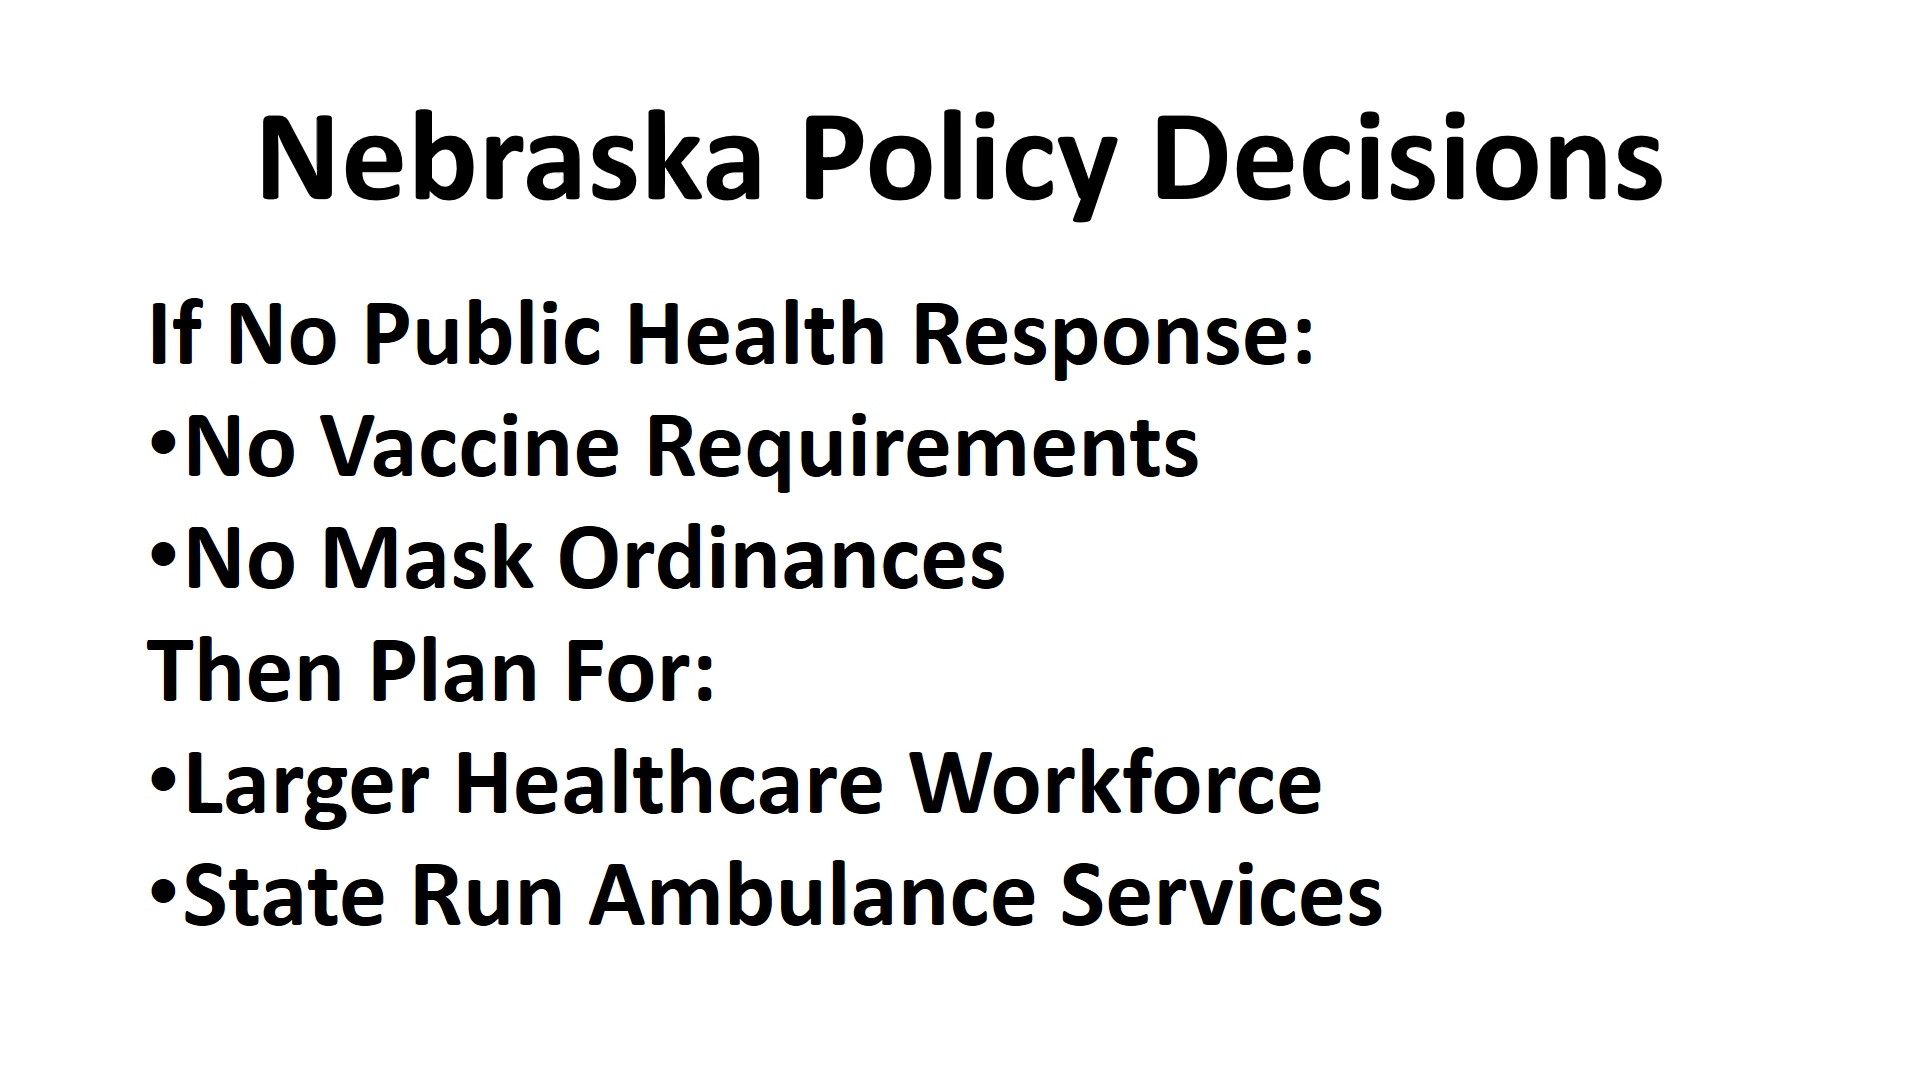 Nebraska Policy Decisions
If No Public Health Response:
•No Vaccine Requirements
•No Mask Ordinances
Then Plan For:
•Larger Healthcare Workforce
•State Run Ambulance Services